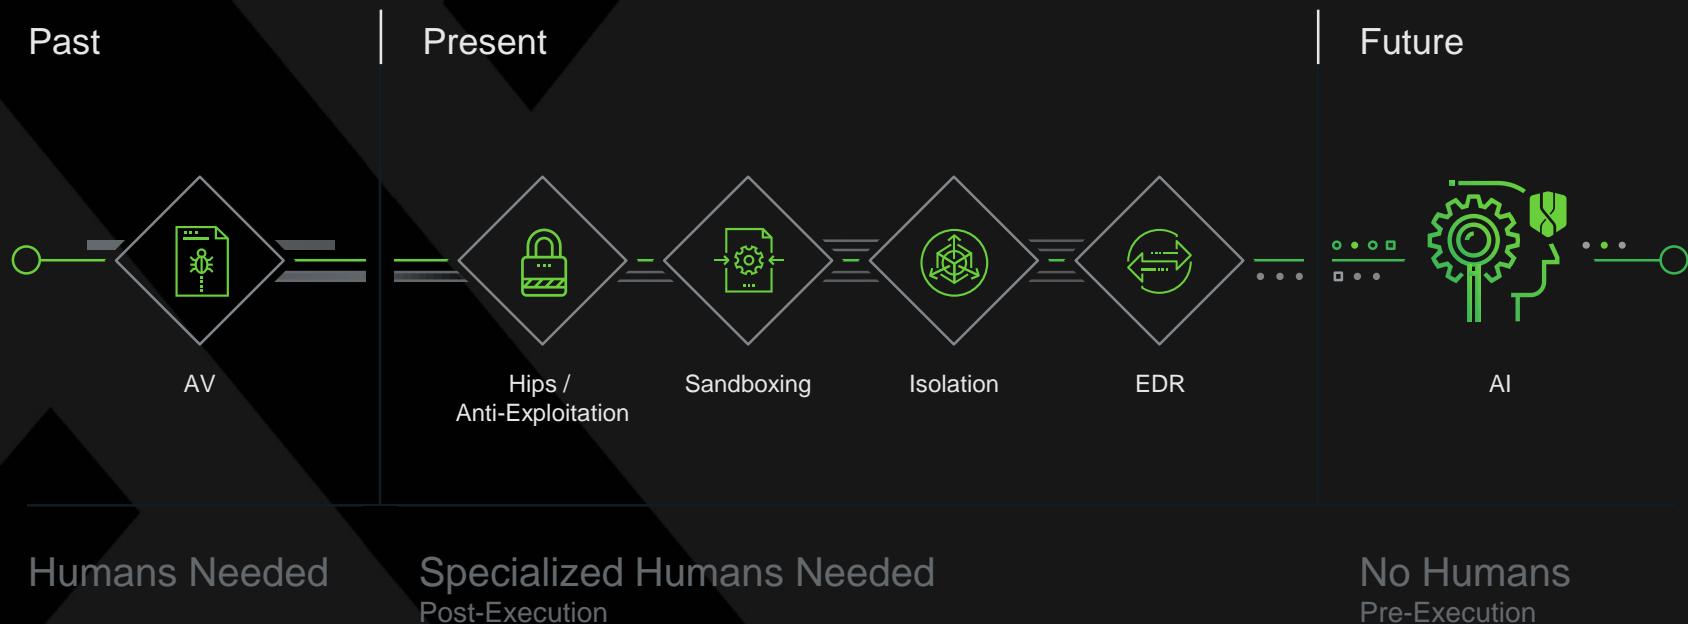 Past
Present
Future
AV
Hips /
Anti-Exploitation
Sandboxing
Isolation
EDR
AI
Humans Needed
Specialized Humans Needed
Post-Execution
No Humans
Pre-Execution